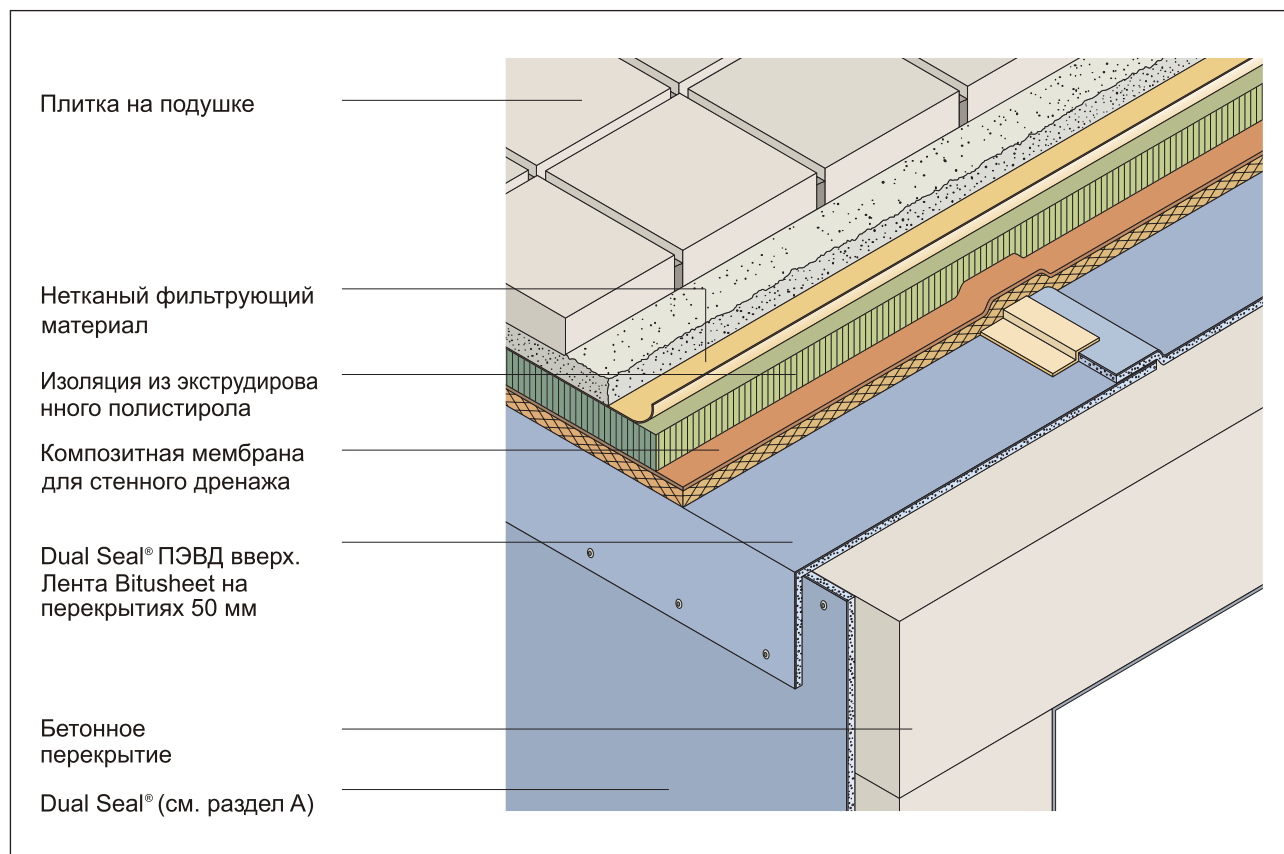 Плитка на подушке
Нетканый фильтрующий
материал
Изоляция из экструдирова
нного полистирола
Композитная мембрана
для стенного дренажа
Dual Seal® ПЭВД вверх.
Лента Bitusheet на
перекрытиях 50 мм
Бетонное
перекрытие
Dual Seal® (см. раздел А)